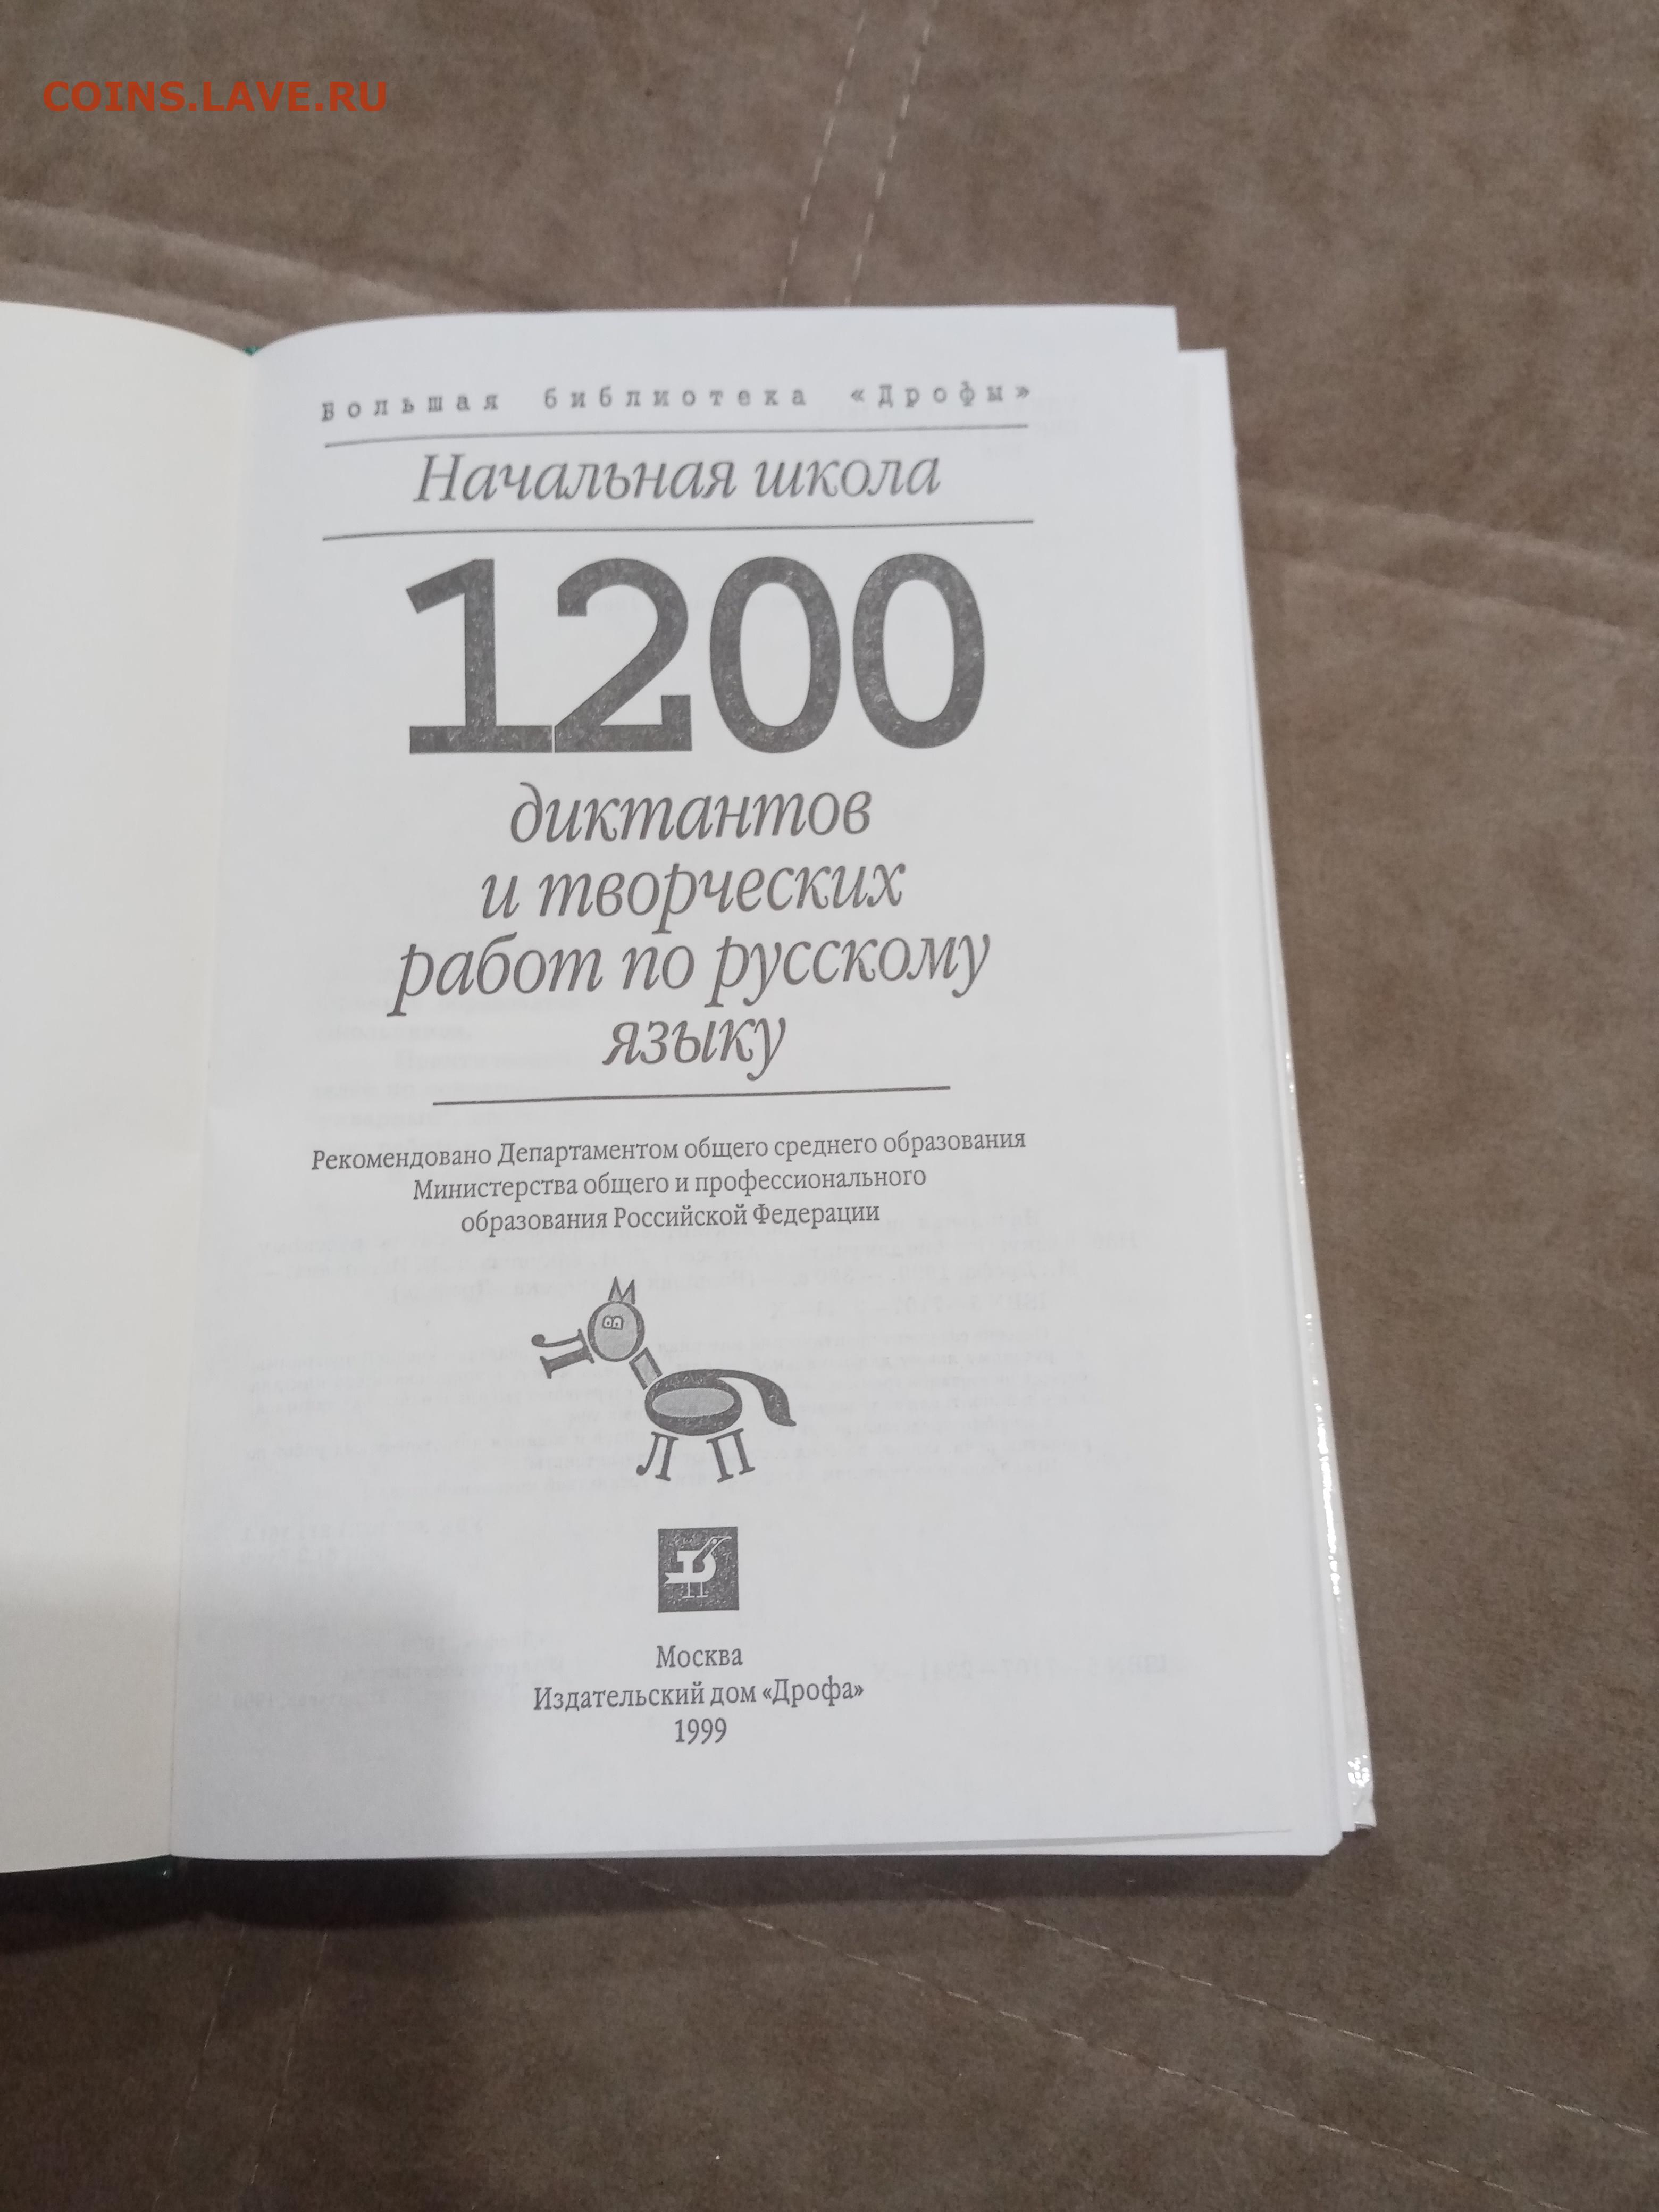 COINS.LAVE.RU
Большая библиотека «Дрофы»
Начальная школа
1200
диктантов
и творческих
работ по русскому
языку
Рекомендовано Департаментом общего среднего образования
Министерства общего и профессионального
образования Российской Федерации
Л
Л П
Москва
Издательский дом «Дрофа»
1999